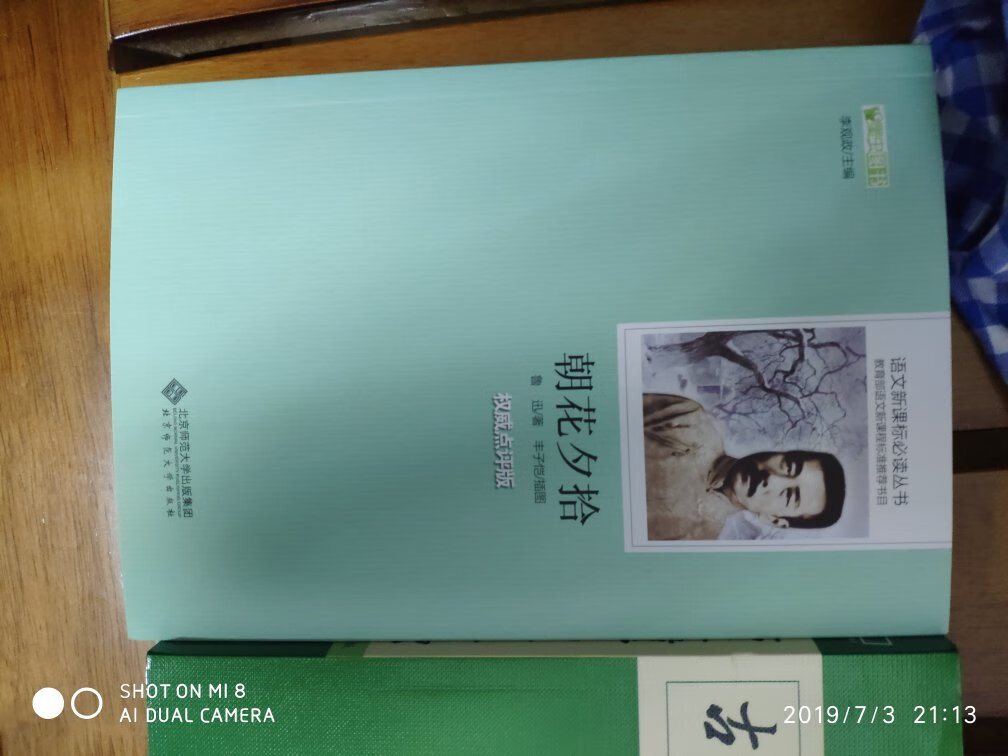 李观政/主编
语文新课标必读丛书
教育部语文新课程标准推荐书目
朝花夕拾
鲁 迅/著 丰子恺/插图
权威点评版
北京师范大学出版集团
北京师范大学出版社
古
SHOT ON MI 8
AI DUAL CAMERA
2019/7/3 21:13